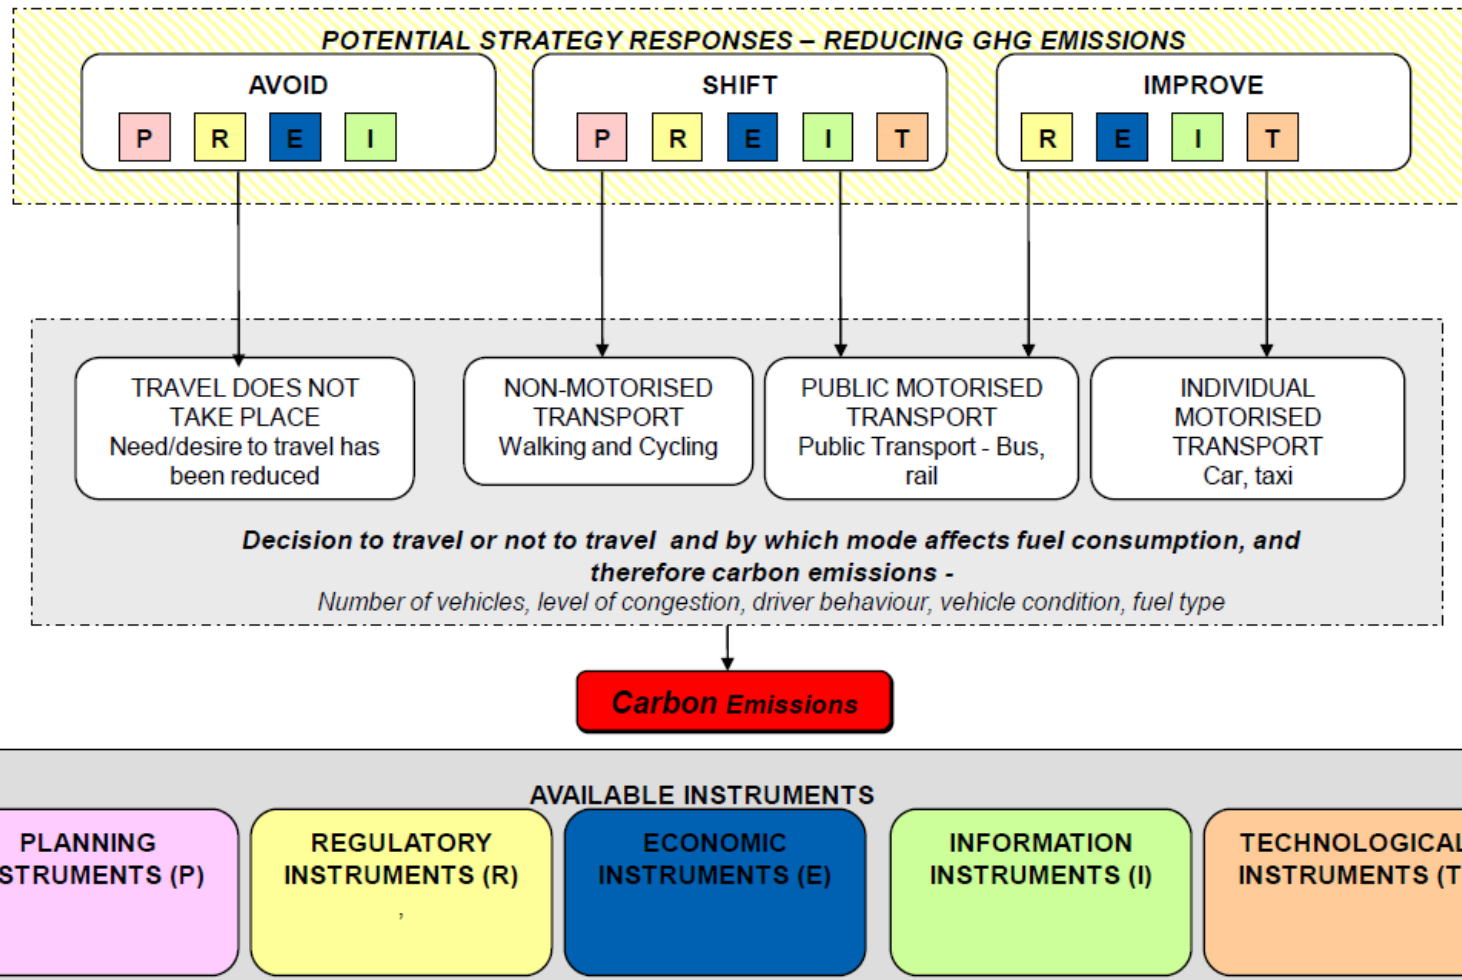 POTENTIAL STRATEGY RESPONSES – REDUCING GHG EMISSIONS
AVOID
P R E I
SHIFT
P R E I T
IMPROVE
R E I T
TRAVEL DOES NOT
TAKE PLACE
Need/desire to travel has
been reduced
NON-MOTORISED
TRANSPORT
Walking and Cycling
PUBLIC MOTORISED
TRANSPORT
Public Transport - Bus,
rail
INDIVIDUAL
MOTORISED
TRANSPORT
Car, taxi
Decision to travel or not to travel and by which mode affects fuel consumption, and
therefore carbon emissions -
Number of vehicles, level of congestion, driver behaviour, vehicle condition, fuel type
Carbon Emissions
AVAILABLE INSTRUMENTS
PLANNING
STRUMENTS (P)
REGULATORY
INSTRUMENTS (R)
,
ECONOMIC
INSTRUMENTS (E)
INFORMATION
INSTRUMENTS (I)
TECHNOLOGICAL
INSTRUMENTS (T